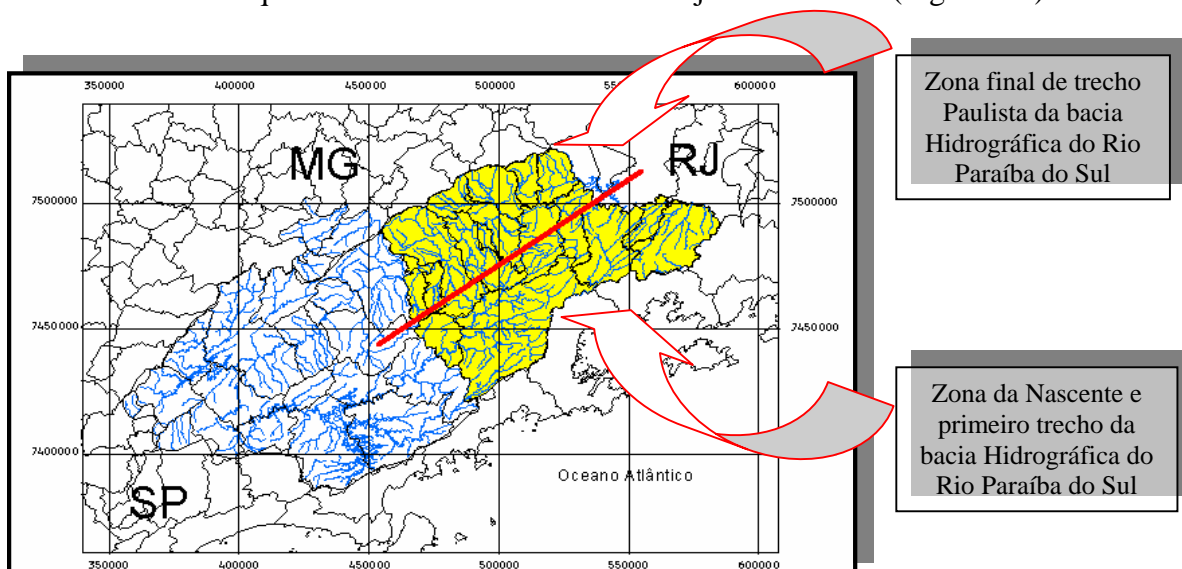 350000 400000 450000 500000 550000 600000
MG
RJ
7500000 7500000
7450000 7450000
7400000
Oceano Atlântico
SP
350000 400000 450000 500000 550000 600000
Zona final de trecho
Paulista da bacia
Hidrográfica do Rio
Paraíba do Sul
Zona da Nascente e
primeiro trecho da
bacia Hidrográfica do
Rio Paraíba do Sul